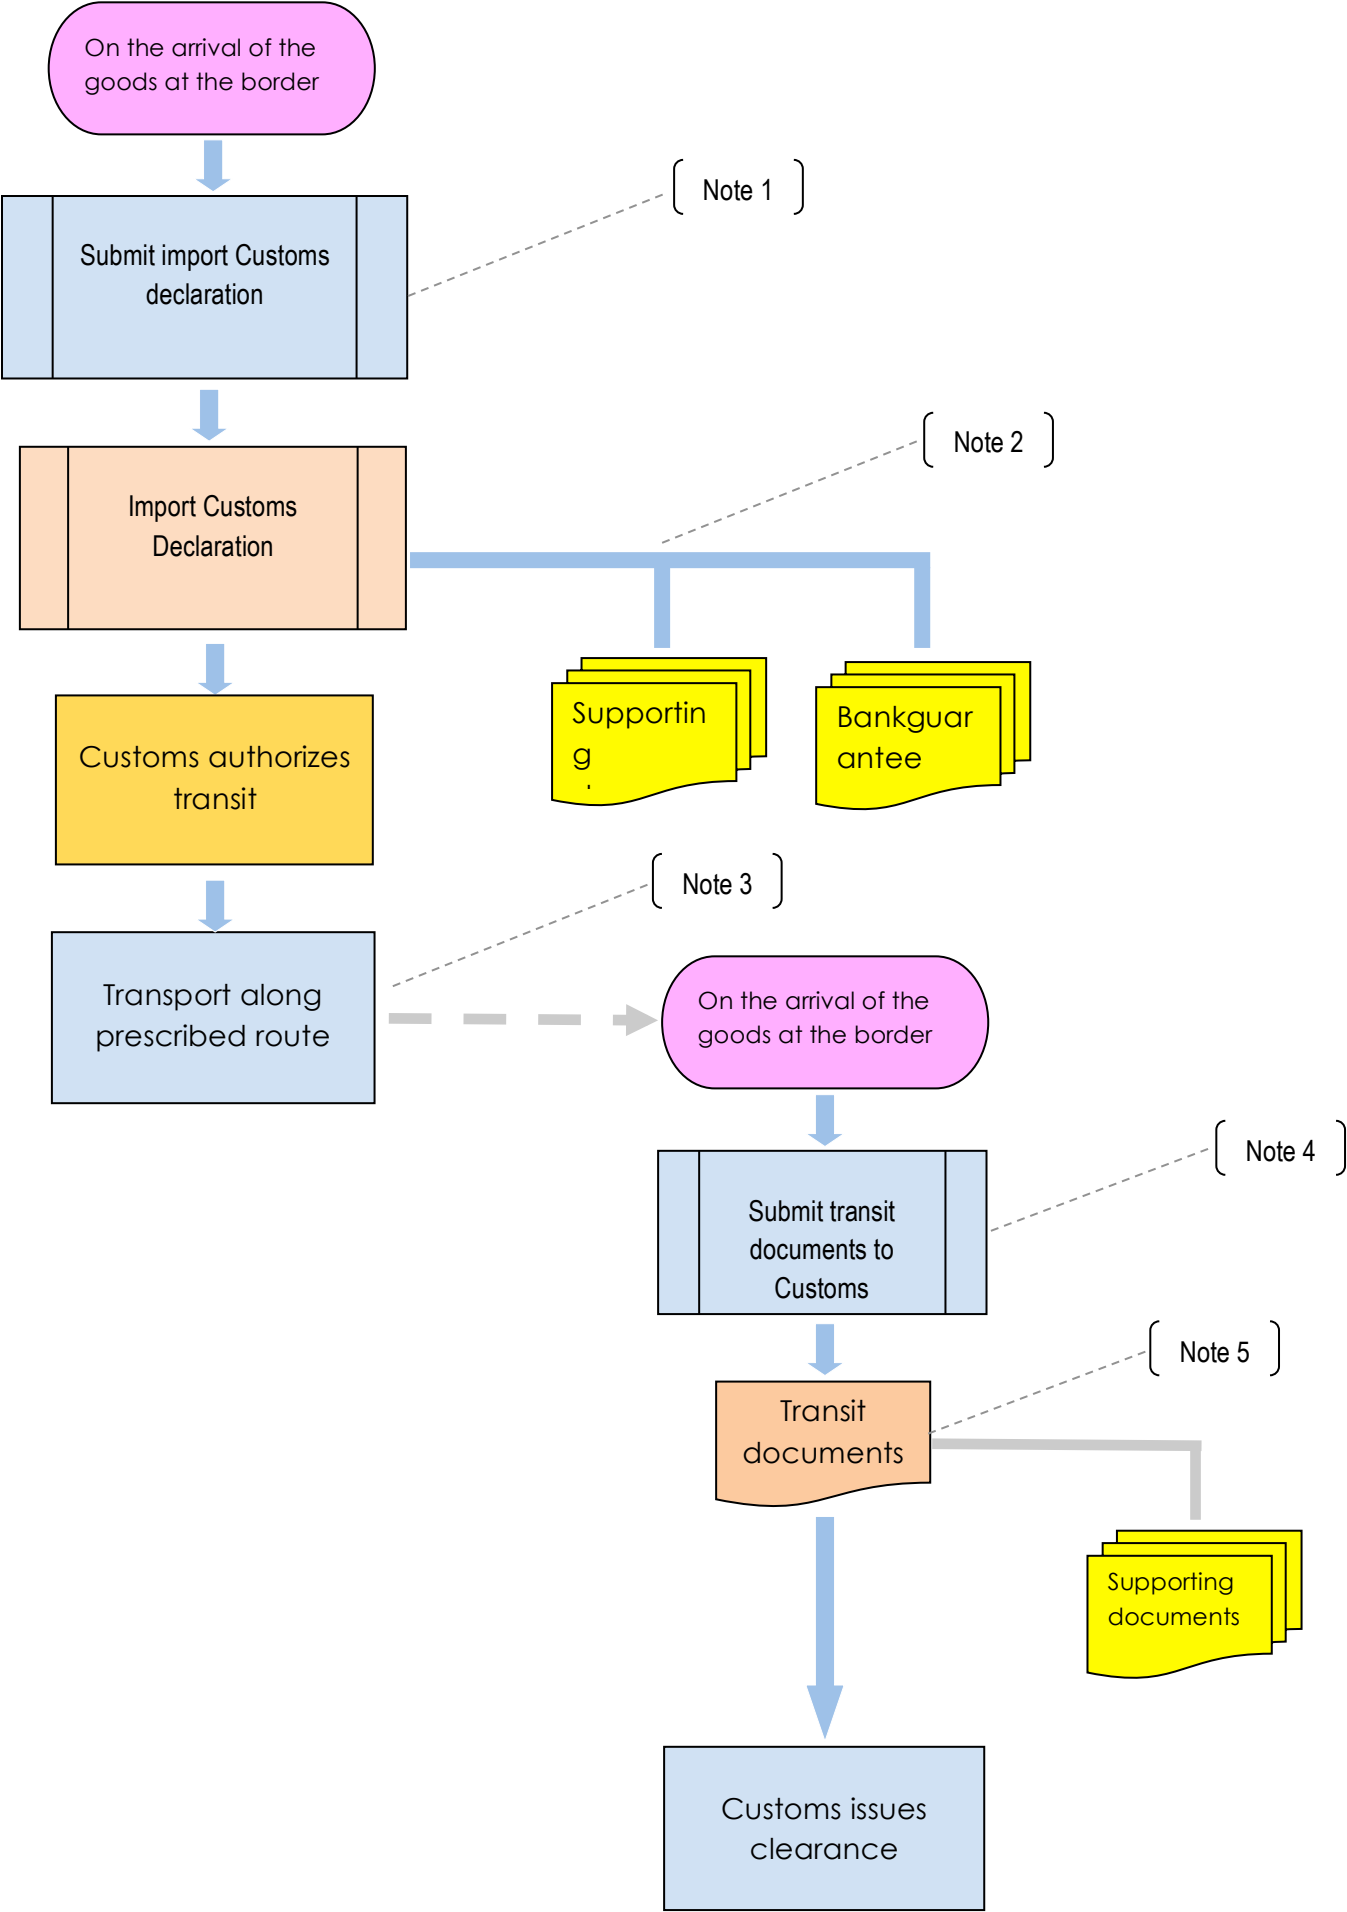 On the arrival of the
goods at the border
Note 1
Submit import Customs
declaration
Note 2
Import Customs
Declaration
Supportin
g
Bankguar
antee
Customs authorizes
transit
Note 3
Transport along
prescribed route
On the arrival of the
goods at the border
Note 4
Submit transit
documents to
Customs
Note 5
Transit
documents
Supporting
documents
Customs issues
clearance